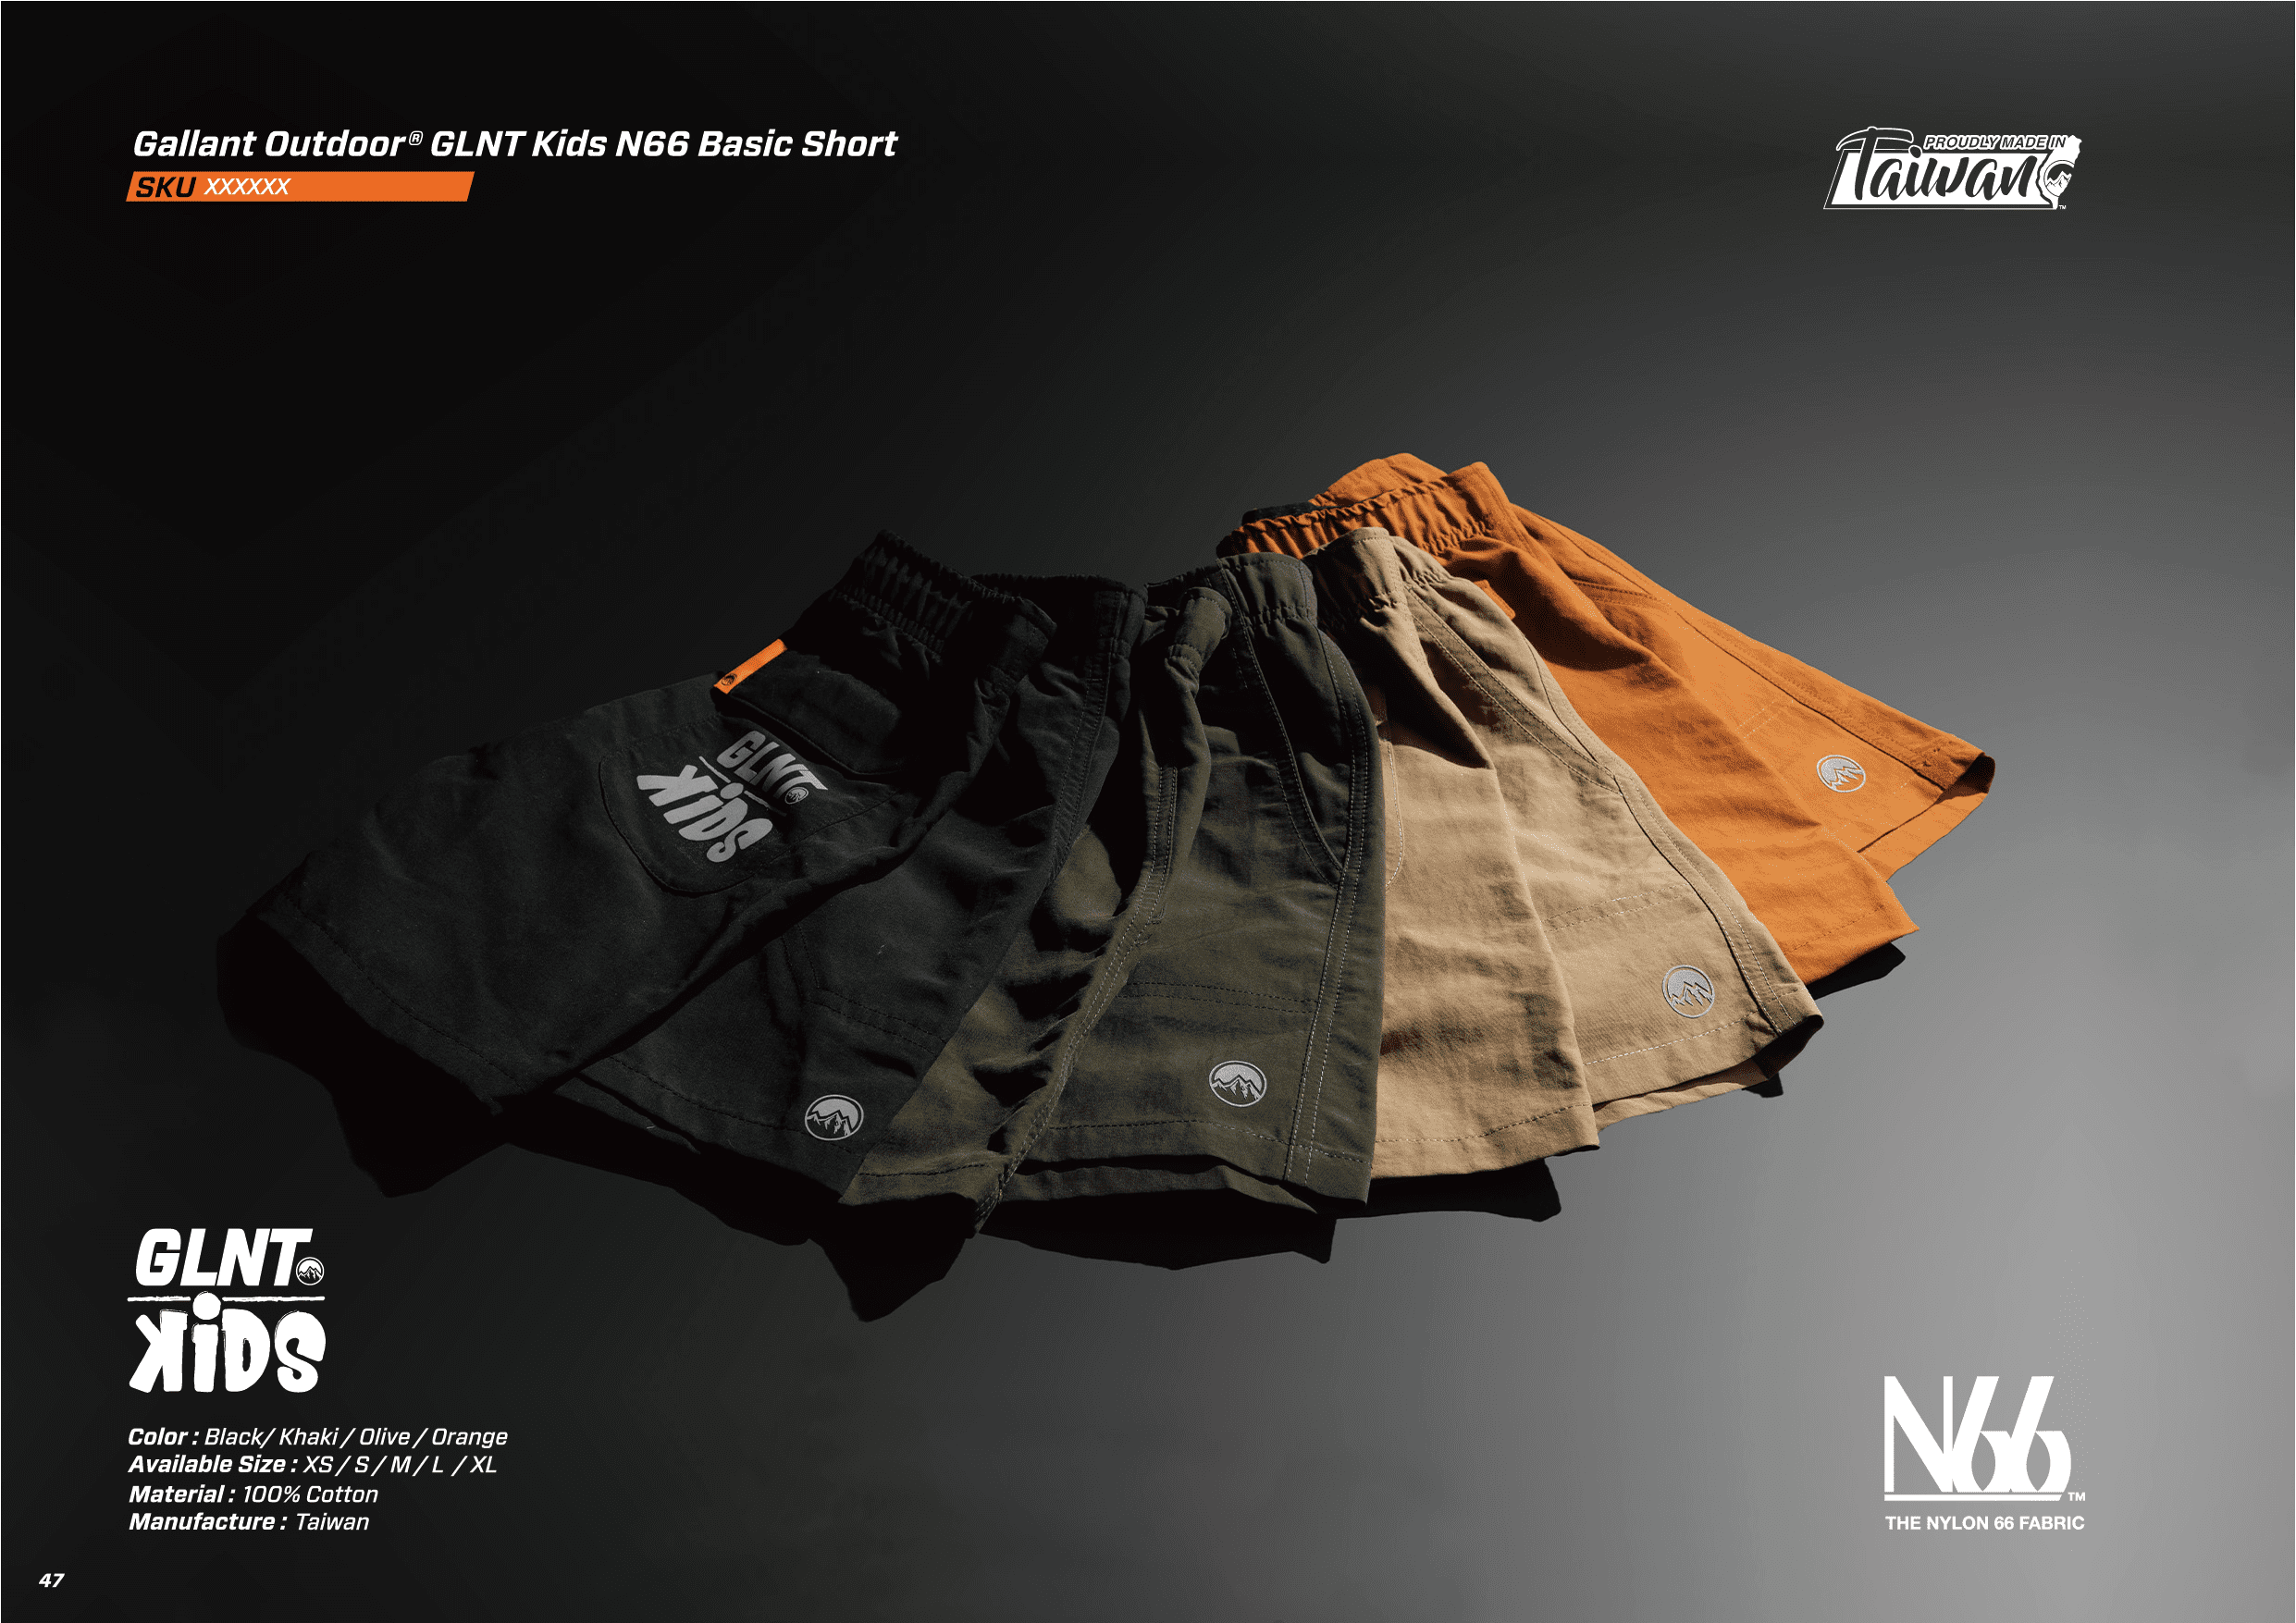 Gallant Outdoor® GLNT Kids N66 Basic Short
SKU XXXXXX
PROUDLY MADE IN
Taiwan
TM
GLNT
KiDS
GLNT
KiDS
Color : Black/ Khaki / Olive / Orange
Available Size : XS / S / M / L / XL
Material : 100% Cotton
Manufacture : Taiwan
N66
TM
THE NYLON 66 FABRIC
47